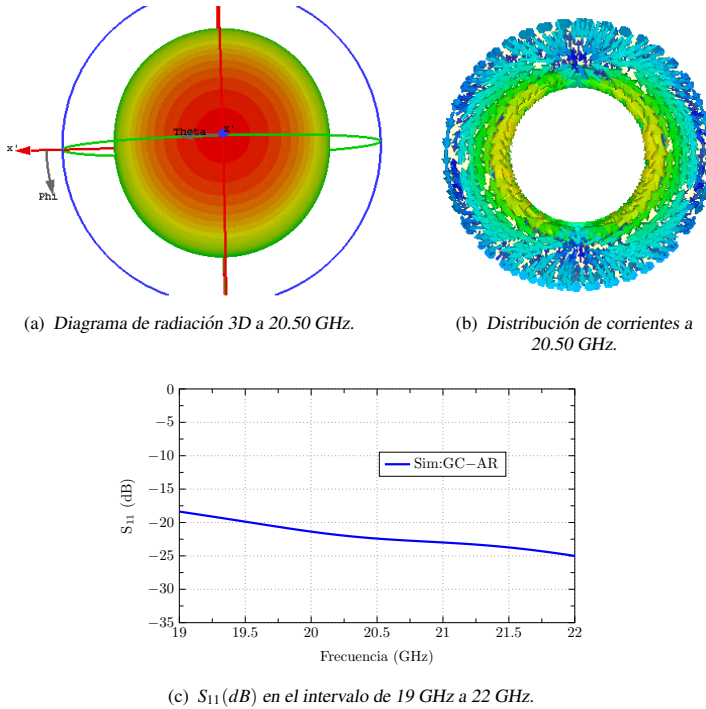 Theta
z'
x'
Phi
(a) Diagrama de radiación 3D a 20.50 GHz.
(b) Distribución de corrientes a
20.50 GHz.
0
−5
−10
−15
−20
−25
−30
−35
S11 (dB)
Sim:GC−AR
19 19.5 20 20.5 21 21.5 22
Frecuencia (GHz)
(c) S11(dB) en el intervalo de 19 GHz a 22 GHz.